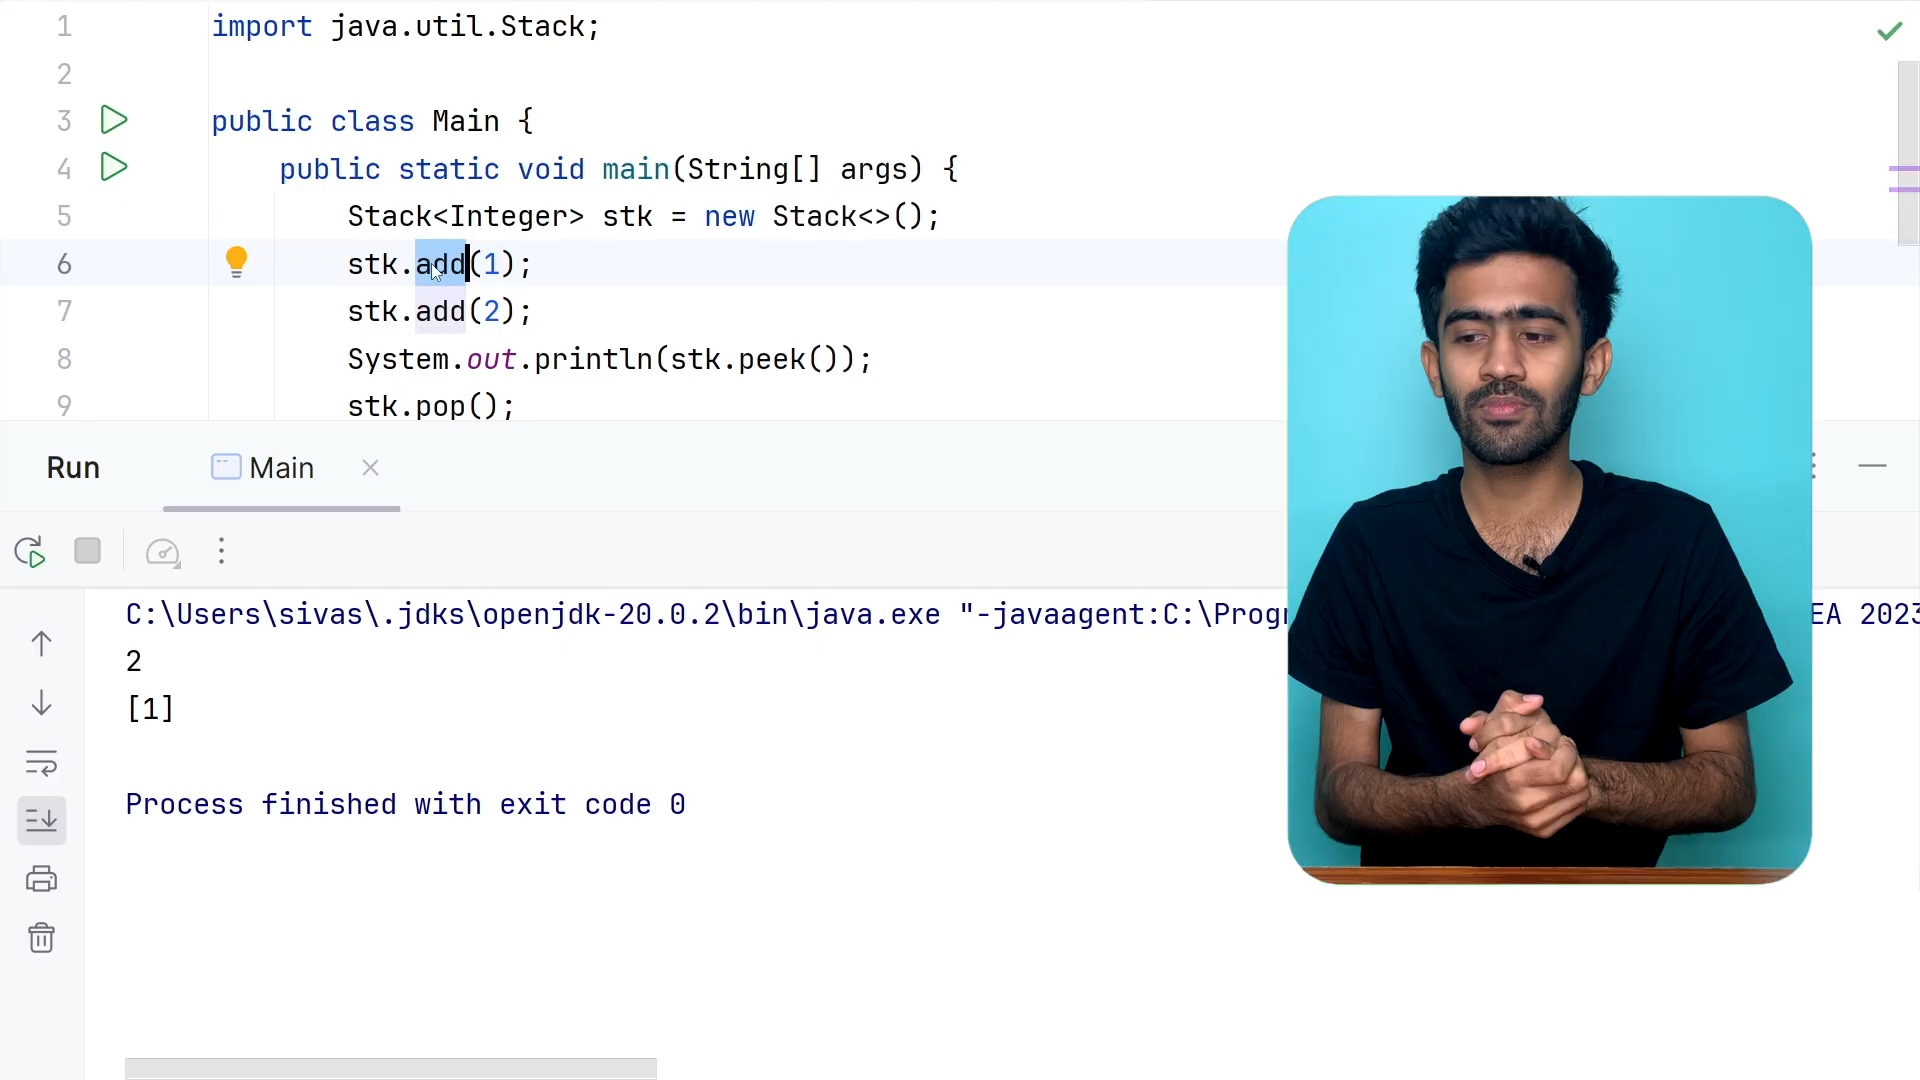 1 import java.util.Stack;
2
3 public class Main {
4 public static void main(String[] args) {
5 Stack<Integer> stk = new Stack<>();
6 stk.add(1);
7 stk.add(2);
8 System.out.println(stk.peek());
9 stk.pop();
Run Main
C:\Users\sivas\.jdks\openjdk-20.0.2\bin\java.exe "-javaagent:C:\Progr EA 2023
2
[1]
Process finished with exit code 0